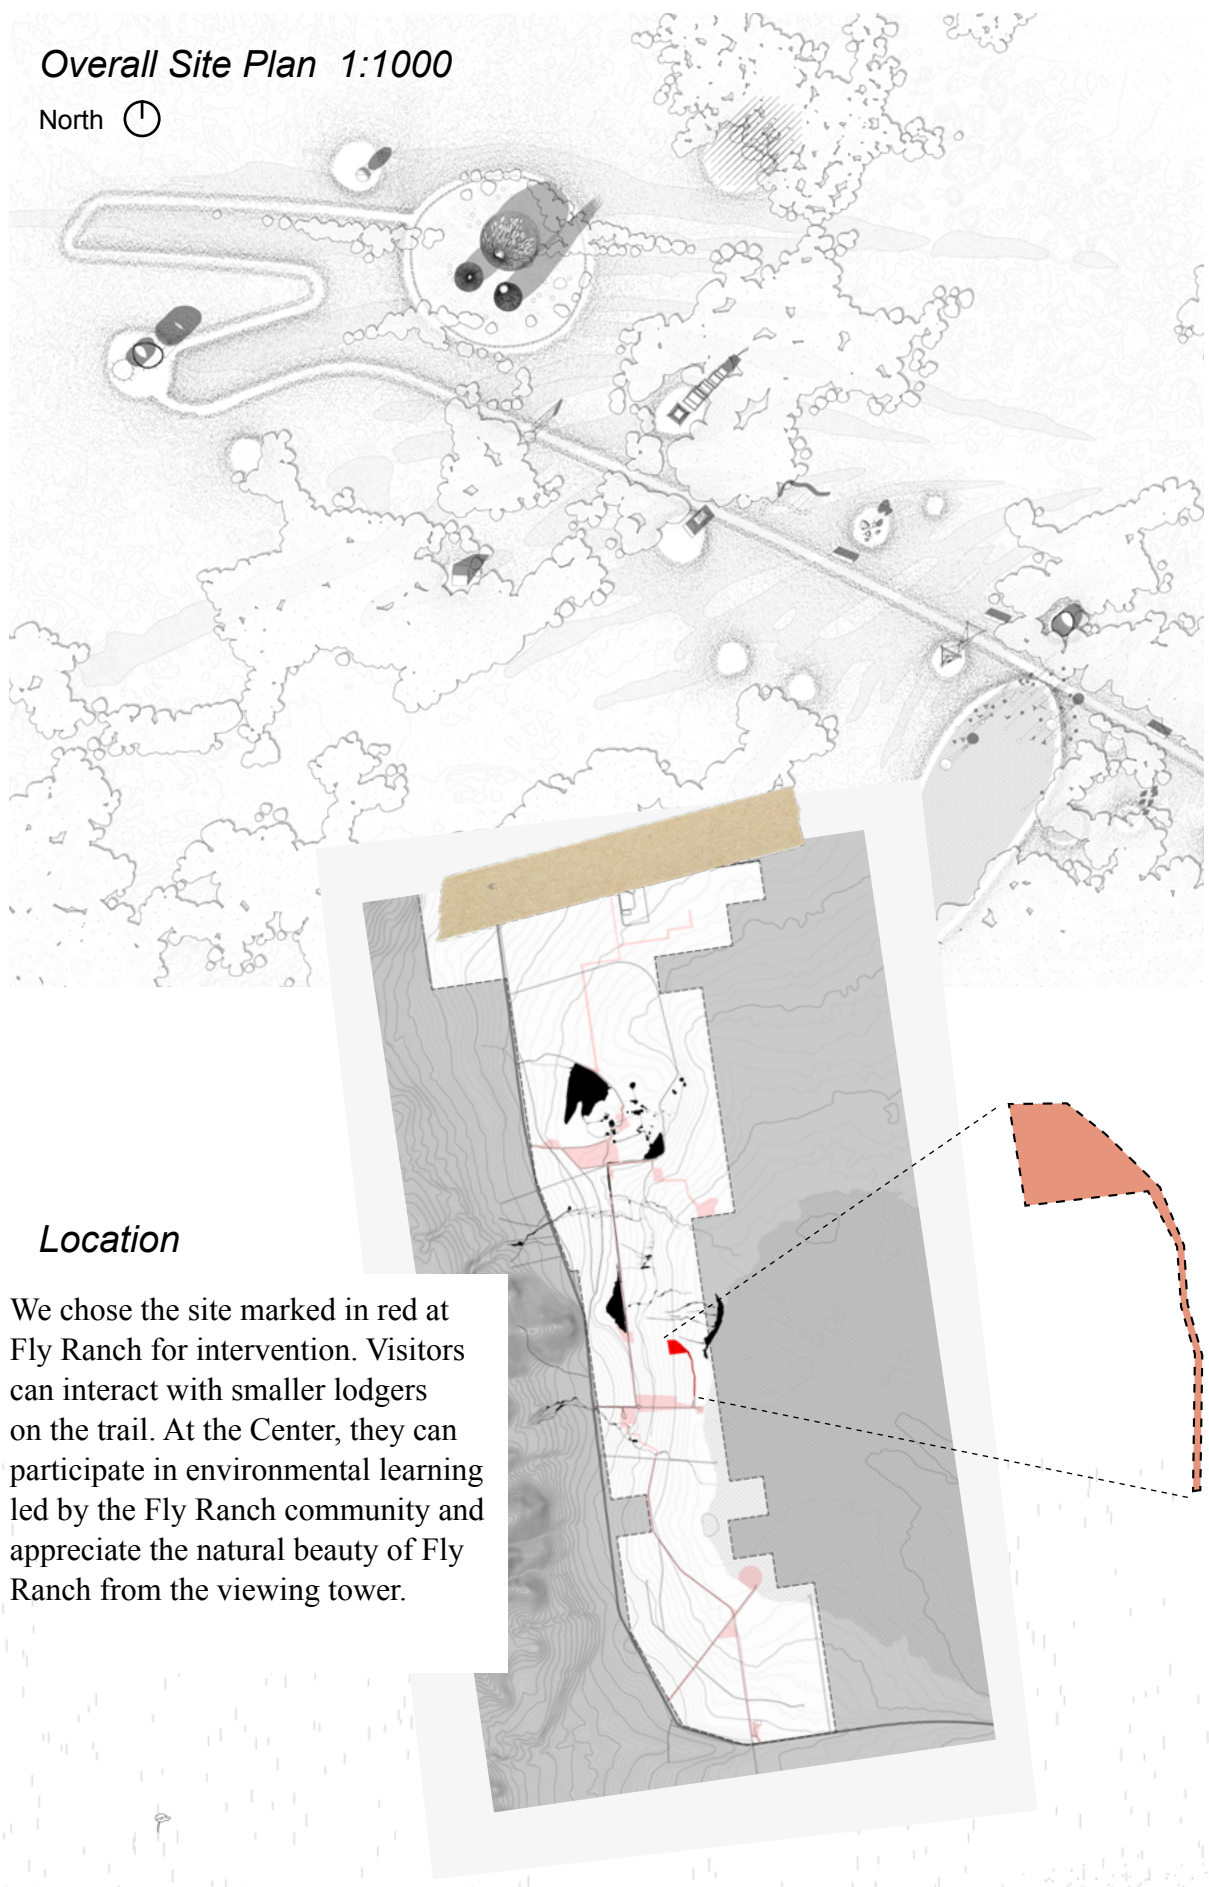 Overall Site Plan 1:1000
North
Location
We chose the site marked in red at
Fly Ranch for intervention. Visitors
can interact with smaller lodgers
on the trail. At the Center, they can
participate in environmental learning
led by the Fly Ranch community and
appreciate the natural beauty of Fly
Ranch from the viewing tower.